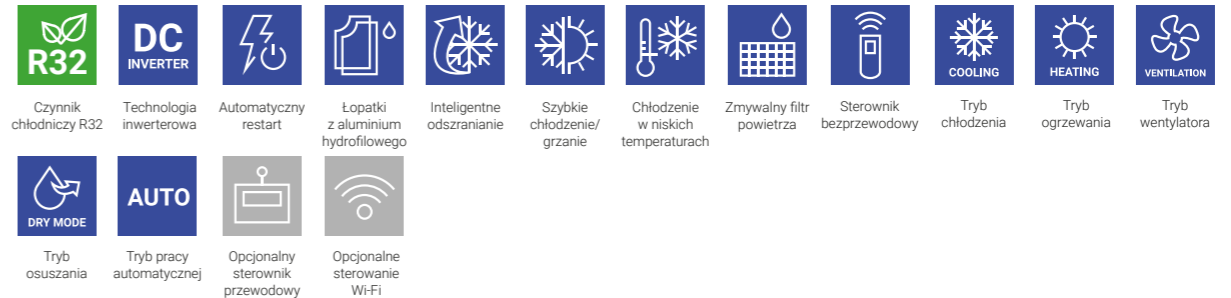 R32
DC
INVERTER
COOLING
HEATING
VENTILATION
Czynnik
chłodniczy R32
Technologia
inwerterowa
Automatyczny
restart
Łopatki
z aluminium
hydrofilowego
Inteligentne
odszranianie
Szybkie
chłodzenie/
grzanie
Chłodzenie
w niskich
temperaturach
Zmywalny filtr
powietrza
Sterownik
bezprzewodowy
Tryb
chłodzenia
Tryb
ogrzewania
Tryb
wentylatora
DRY MODE
AUTO
Tryb
osuszania
Tryb pracy
automatycznej
Opcjonalny
sterownik
przewodowy
Opcjonalne
sterowanie
Wi-Fi